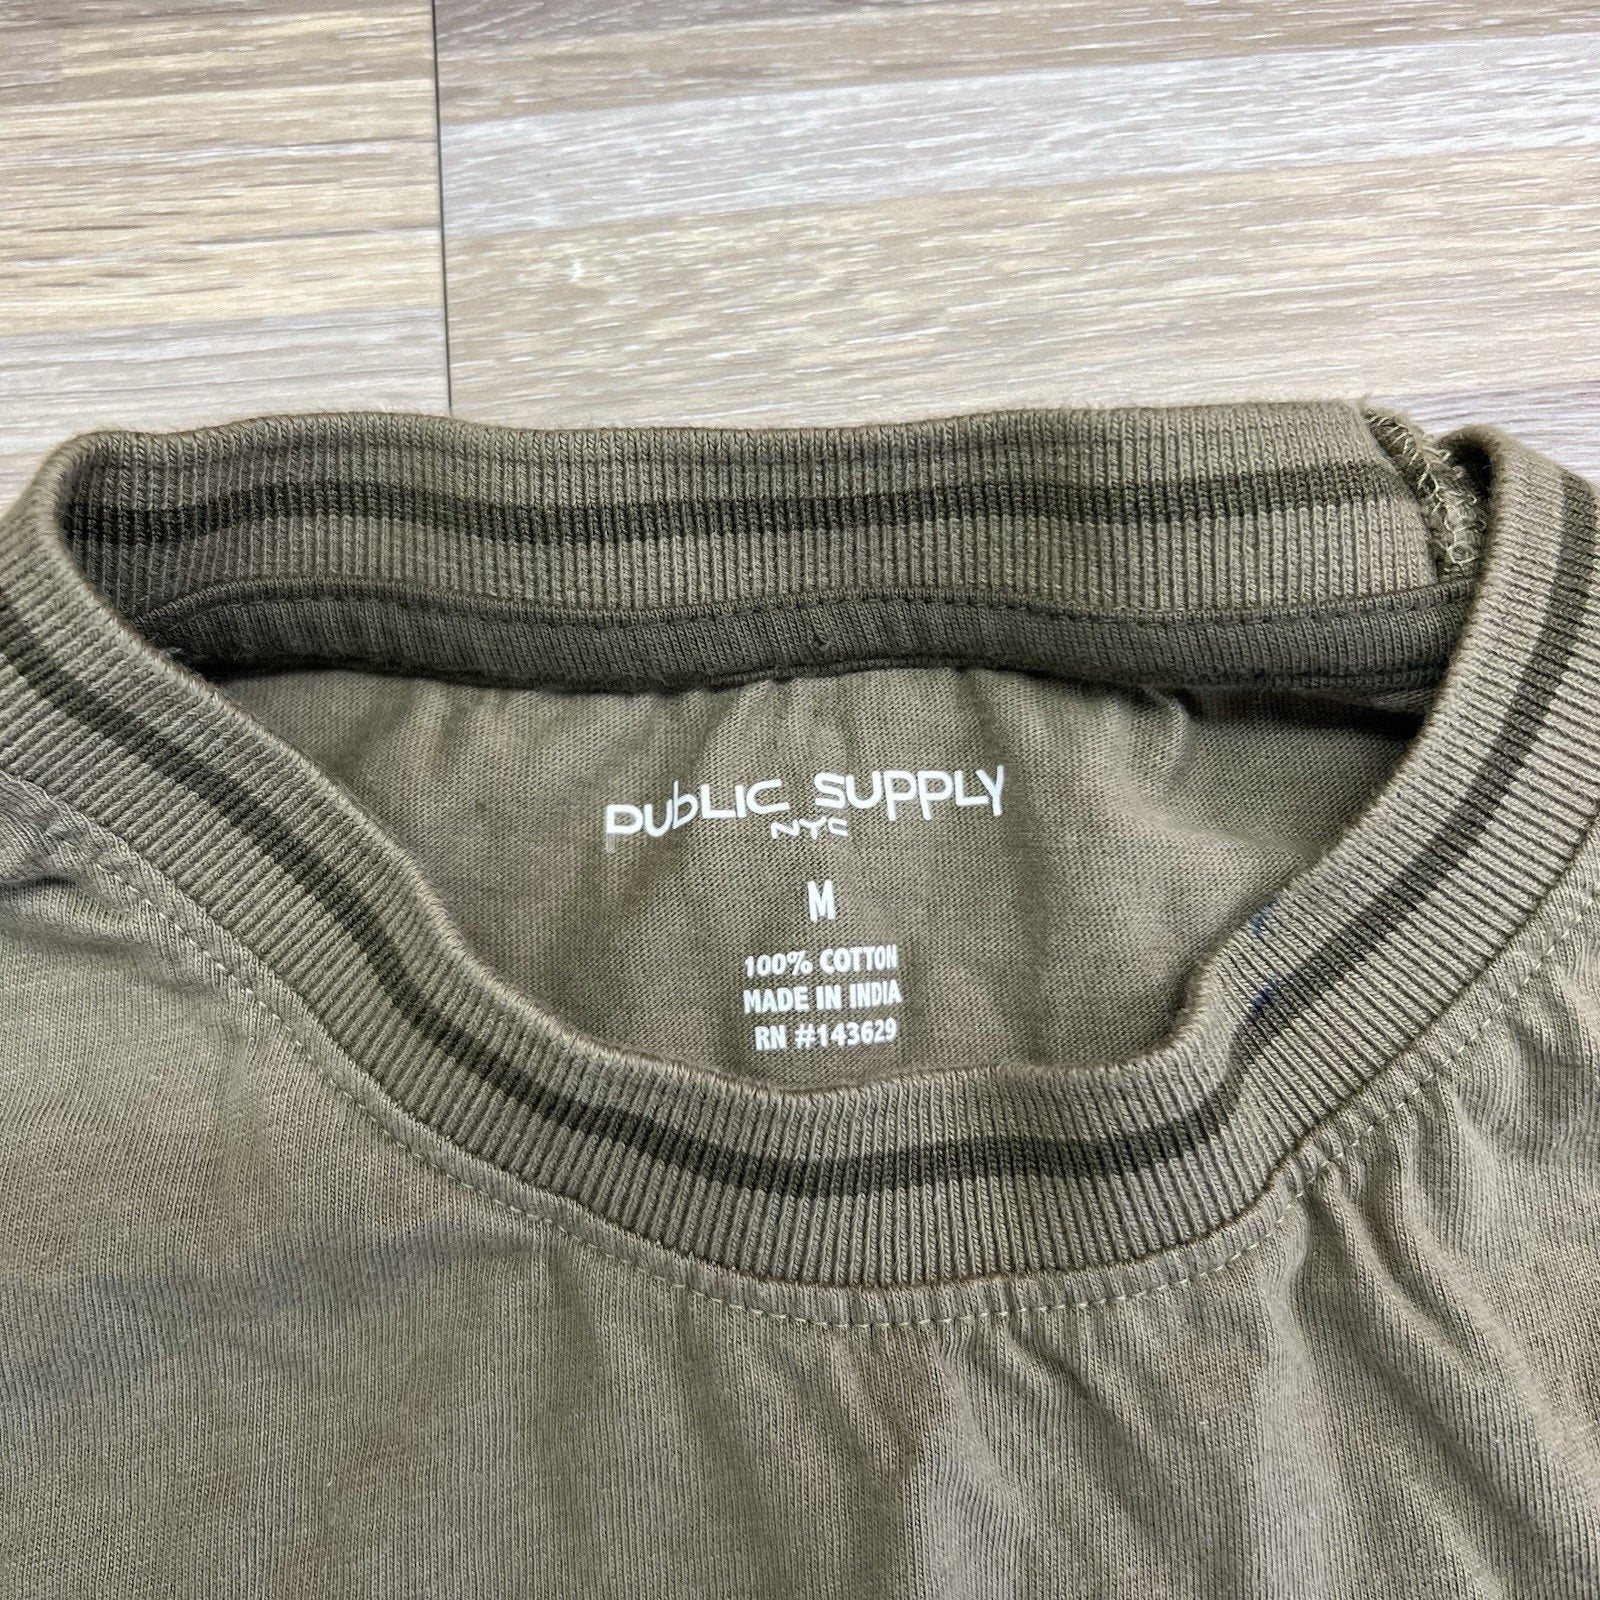 PUBLIC SUPPLY
NYC
M
100% COTTON
MADE IN INDIA
RN #143629